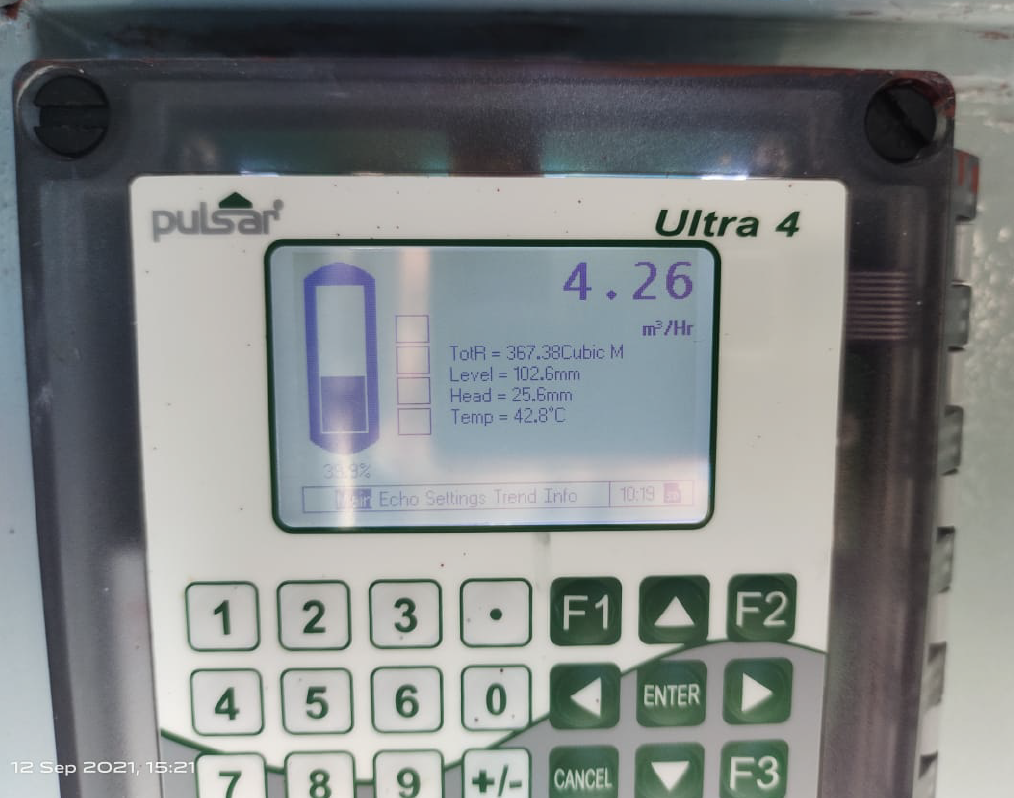 pulsar
Ultra 4
4.26
m³/Hr
TotR = 367.38Cubic M
Level = 102.6mm
Head = 25.6mm
Temp = 42.8°C
Main Echo Settings Trend Info 10:19
1 2 3 • F1 F2
4 5 6 0 ENTER
7 8 9 +/- CANCEL F3
12 Sep 2021, 15:21